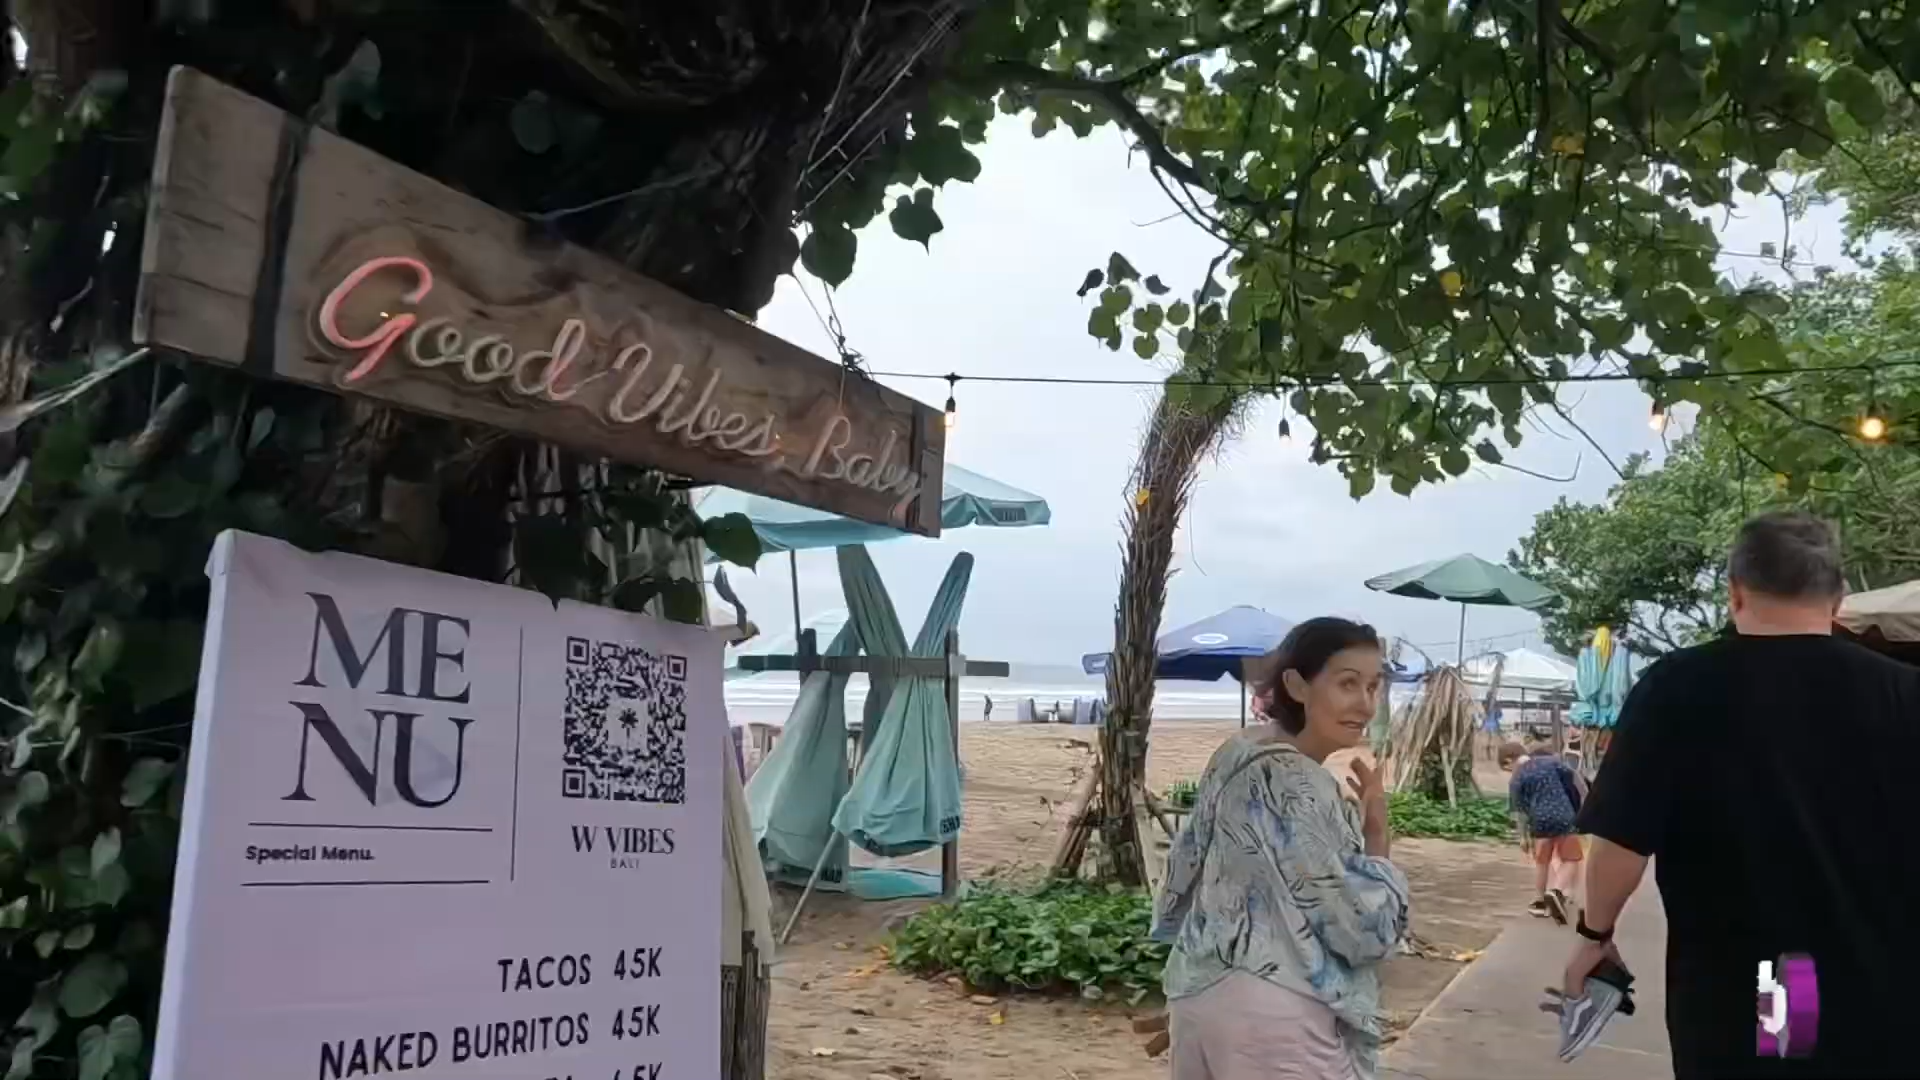 Good Vibes, Baby
ME
NU
Special Menu.
W VIBES
BALI
TACOS 45K
NAKED BURRITOS 45K